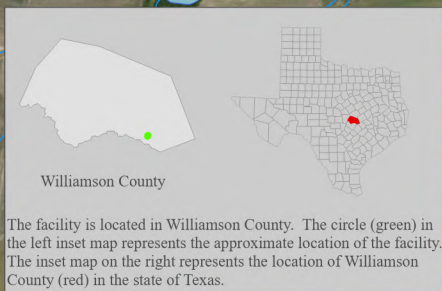 Williamson County
The facility is located in Williamson County. The circle (green) in
the left inset map represents the approximate location of the facility.
The inset map on the right represents the location of Williamson
County (red) in the state of Texas.